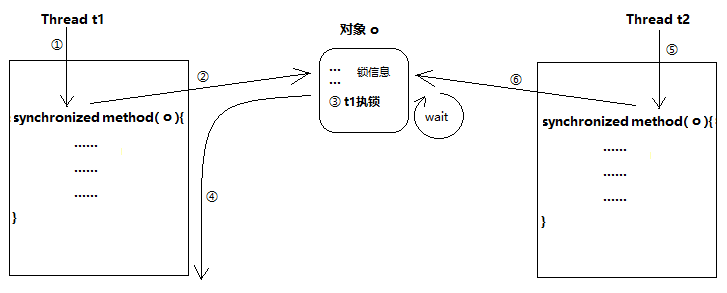 Thread t1
①
synchronized method( o ){
......
......
......
}
②
④
对象 o
... 锁信息
...
③ t1执锁
wait
⑥
Thread t2
⑤
synchronized method( o ){
......
......
......
}